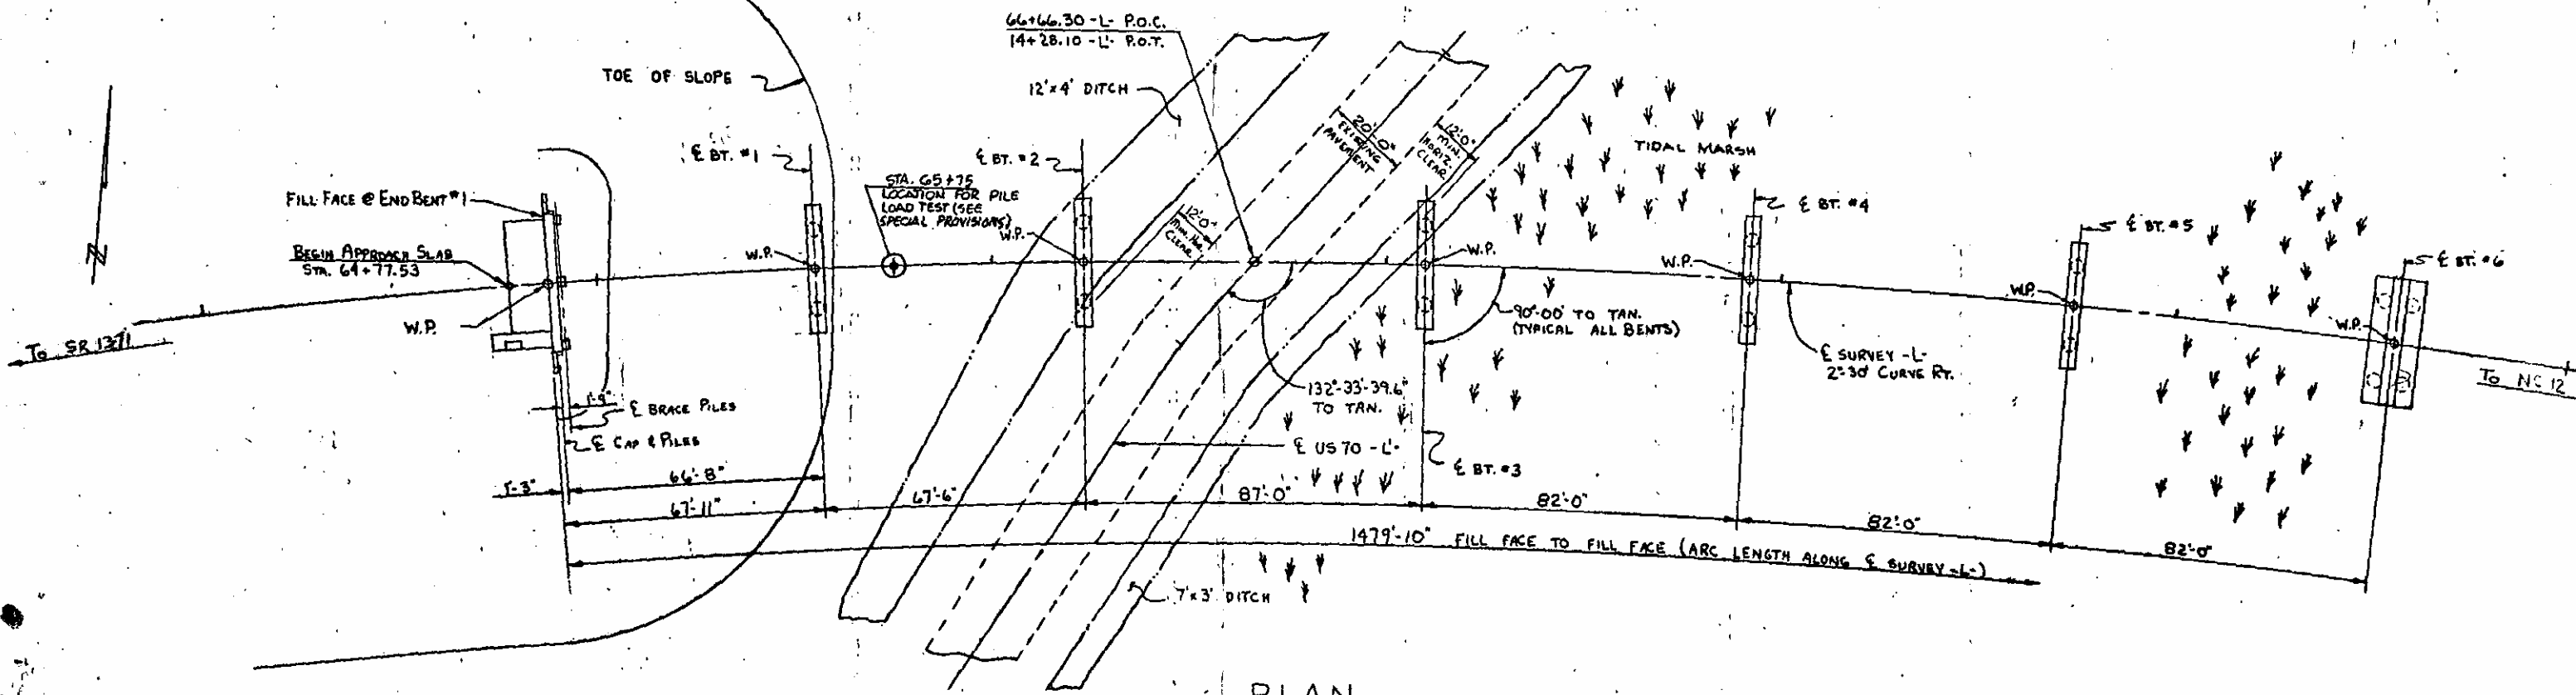 66+66.30 -L- P.O.C.
14+28.10 -L'- P.O.T.
TOE OF SLOPE
12'x4' DITCH
20'-0"
EXISTING
PAVEMENT
12'-0"
MIN.
HORIZ.
CLEAR.
TIDAL MARSH
℄ BT. #1
℄ BT. #2
STA. 65+75
LOCATION FOR PILE
LOAD TEST (SEE
SPECIAL PROVISIONS)
FILL FACE @ END BENT #1
℄ BT. #4
℄ BT. #5
℄ BT. #6
12'-0"
MIN. HOR.
CLEAR.
N
BEGIN APPROACH SLAB
STA. 64+77.53
W.P.
W.P.
W.P.
W.P.
W.P.
W.P.
W.P.
90°-00' TO TAN.
(TYPICAL ALL BENTS)
TO SR 1371
℄ SURVEY -L-
2°-30' CURVE RT.
TO NC 12
132°-33'-39.6"
TO TAN.
1'-9"
℄ BRACE PILES
℄ CAP & PILES
℄ US 70 -L'-
℄ BT. #3
1'-3"
66'-8"
67'-11"
67'-6"
87'-0"
82'-0"
82'-0"
82'-0"
1479'-10" FILL FACE TO FILL FACE (ARC LENGTH ALONG ℄ SURVEY -L-)
7'x3' DITCH
PLAN